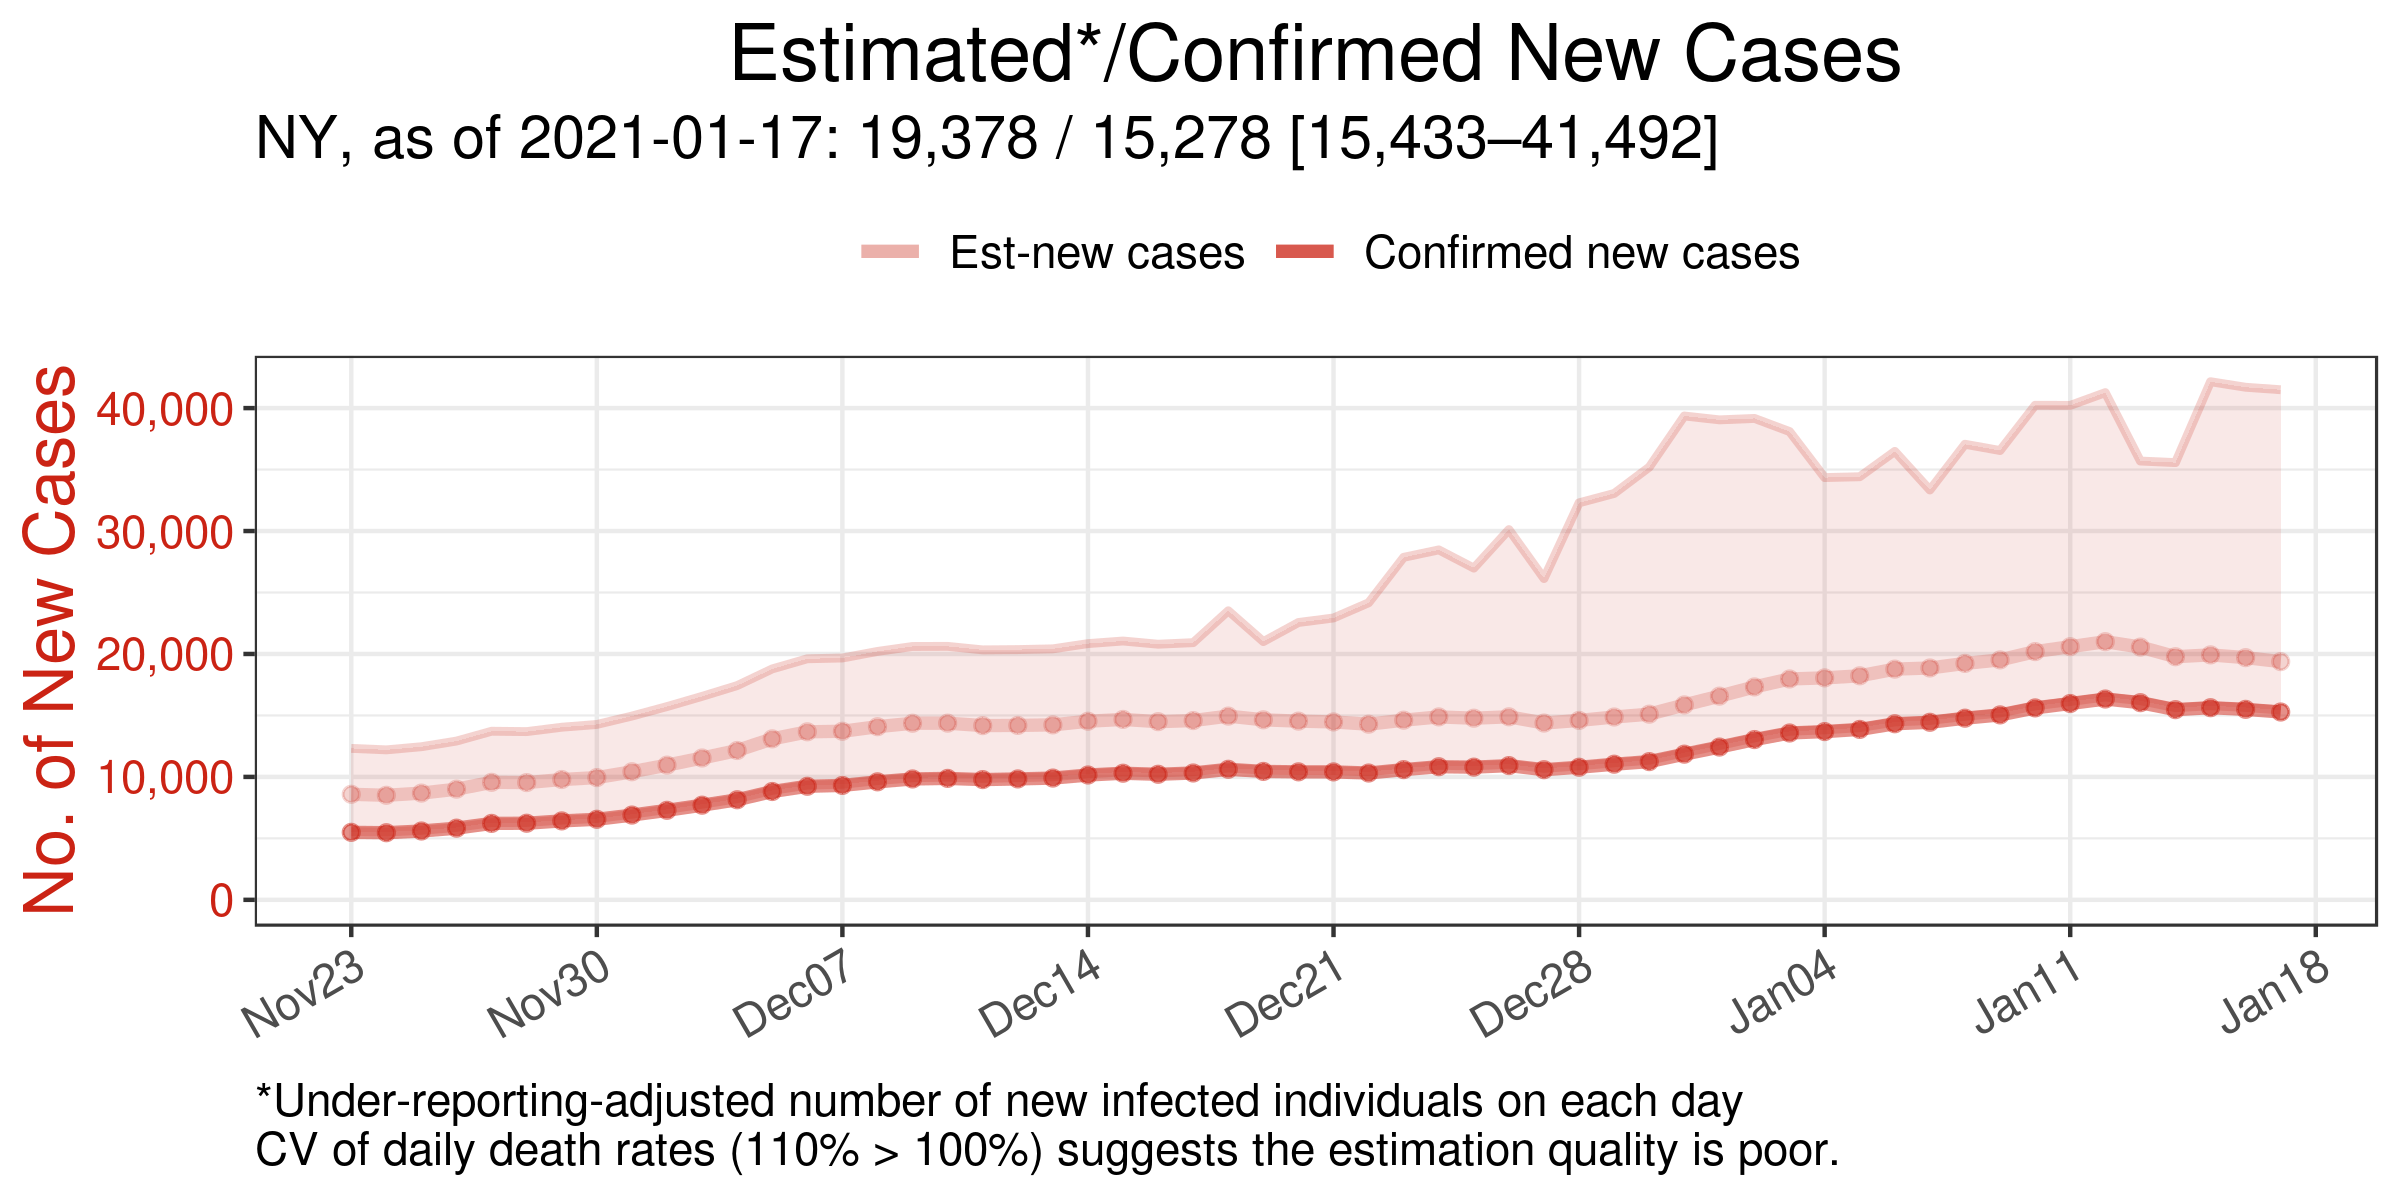 Estimated*/Confirmed New Cases
NY, as of 2021-01-17: 19,378 / 15,278 [15,433–41,492]
Est-new cases Confirmed new cases
No. of New Cases
40,000
30,000
20,000
10,000
0
Nov23 Nov30 Dec07 Dec14 Dec21 Dec28 Jan04 Jan11 Jan18
*Under-reporting-adjusted number of new infected individuals on each day
CV of daily death rates (110% > 100%) suggests the estimation quality is poor.